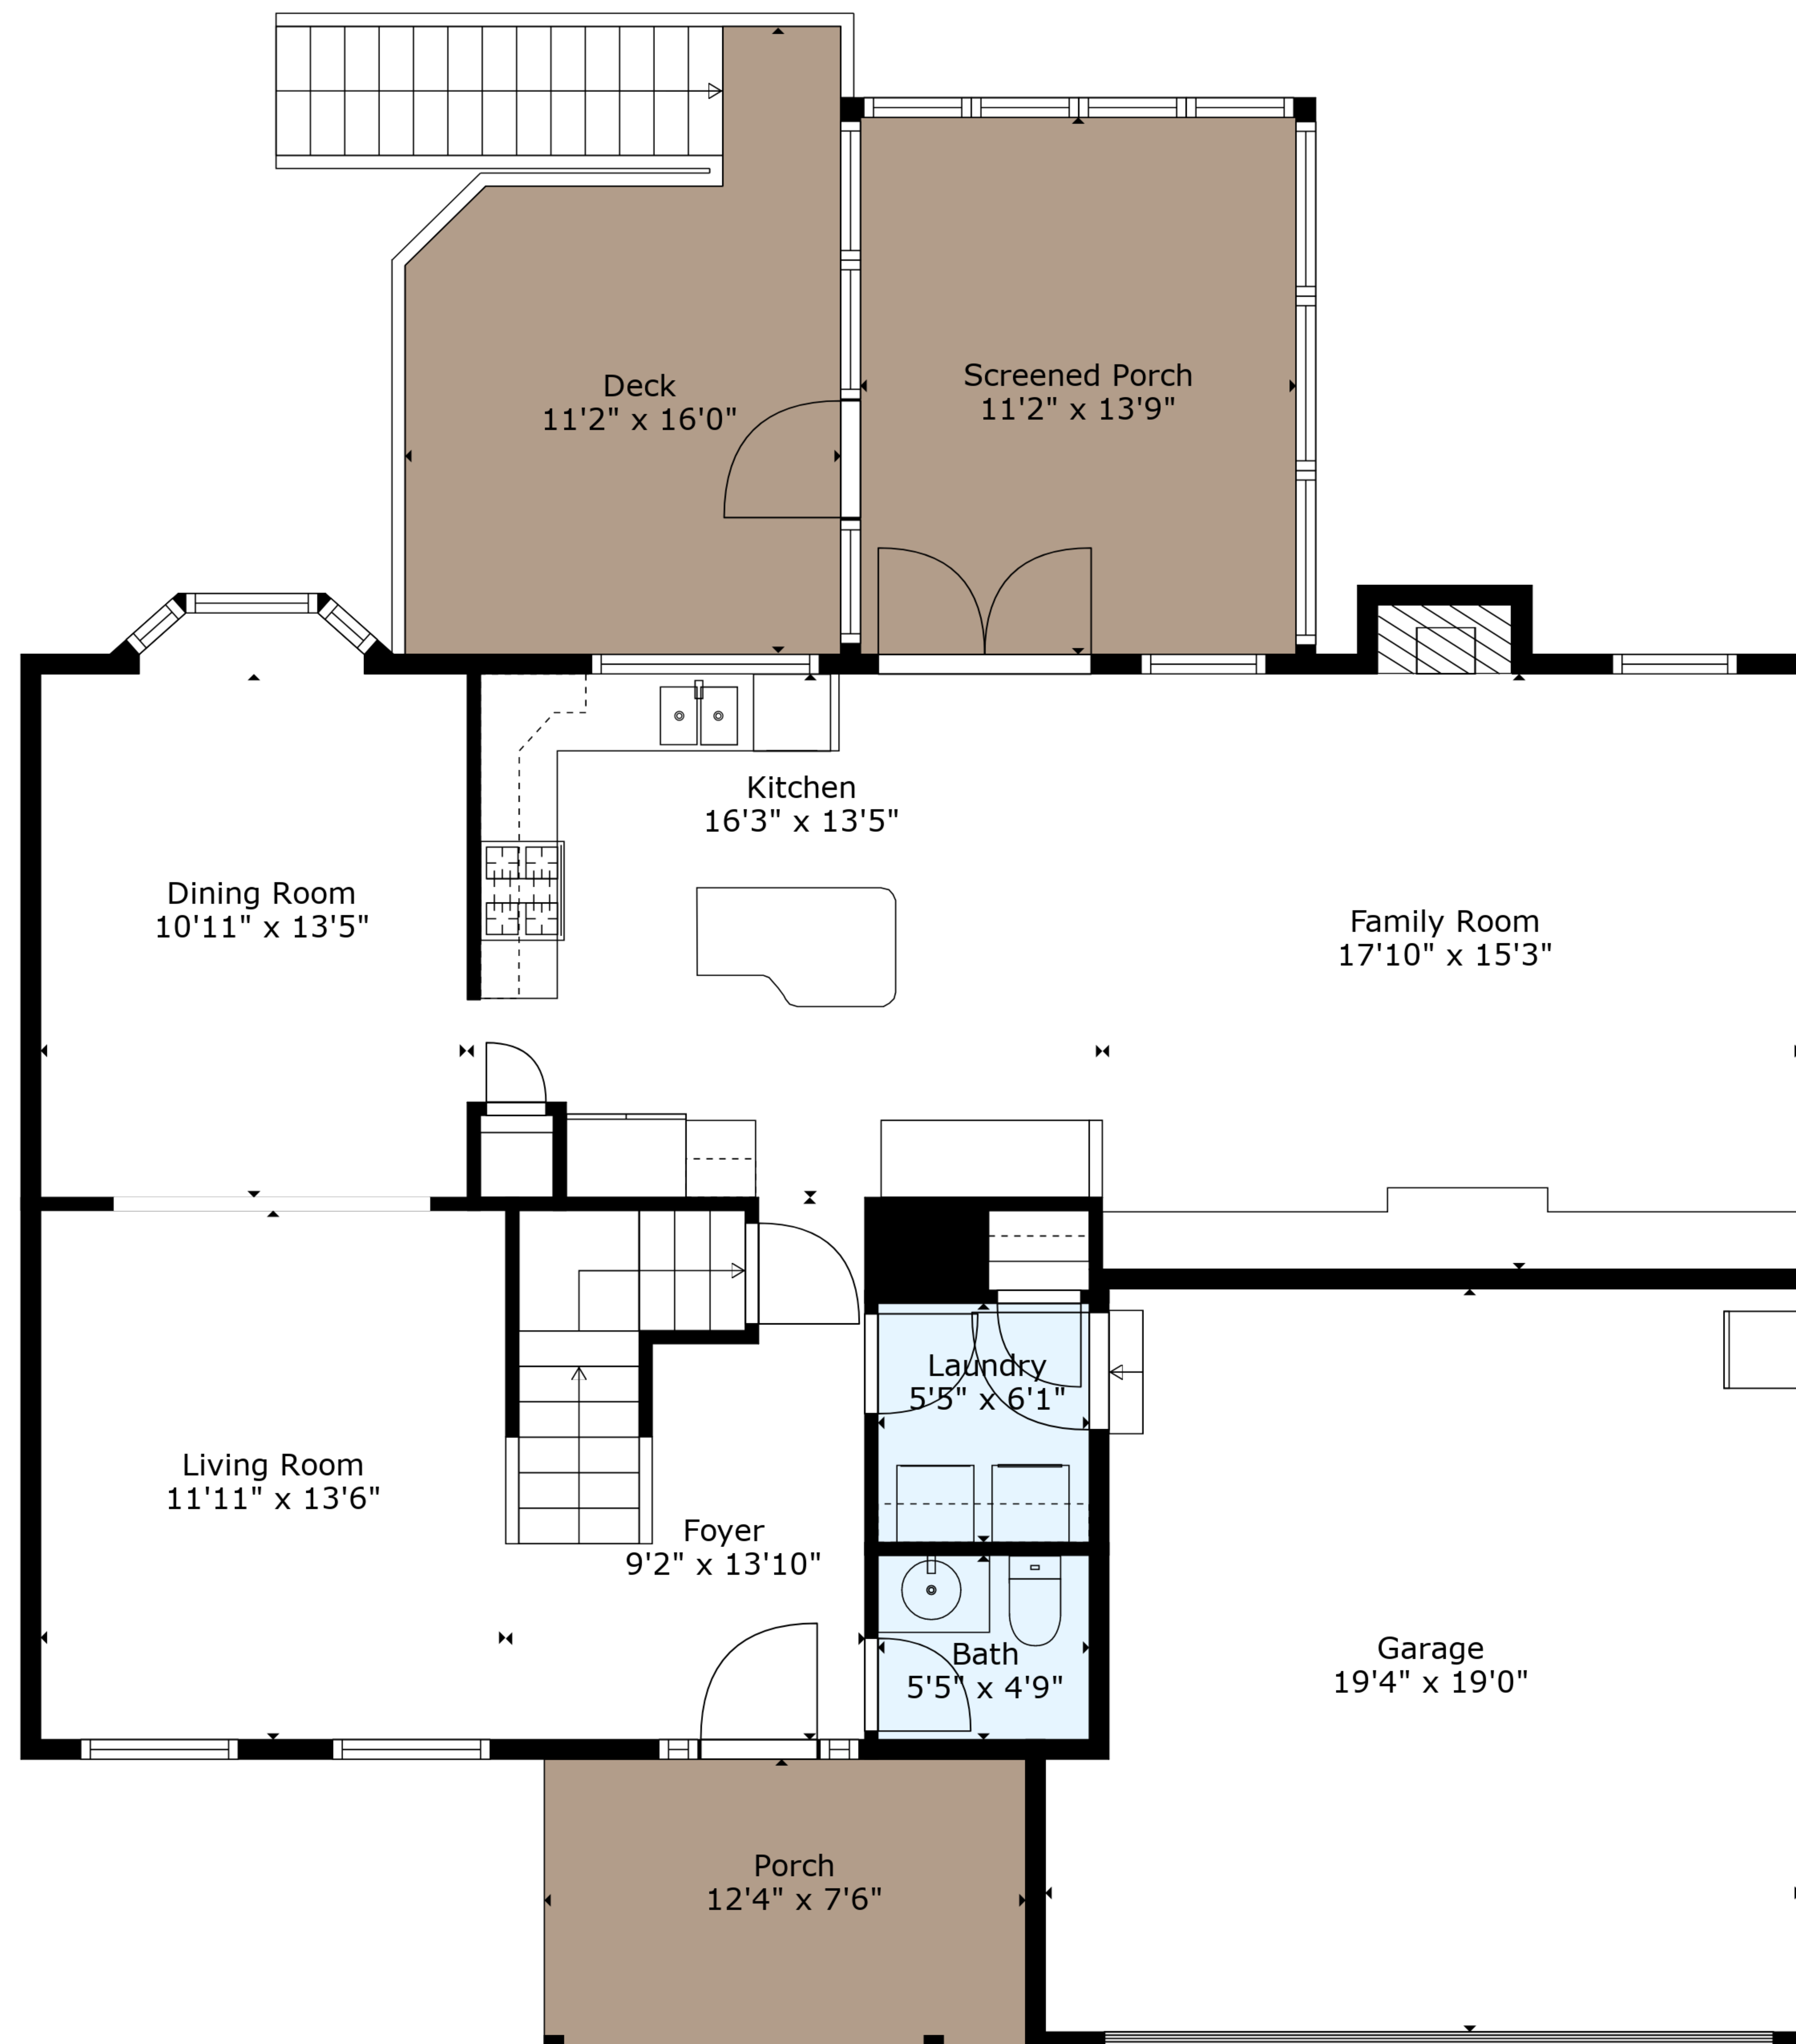 Deck
11'2" x 16'0"
Screened Porch
11'2" x 13'9"
Kitchen
16'3" x 13'5"
Dining Room
10'11" x 13'5"
Family Room
17'10" x 15'3"
Laundry
5'5" x 6'1"
Living Room
11'11" x 13'6"
Foyer
9'2" x 13'10"
Bath
5'5" x 4'9"
Garage
19'4" x 19'0"
Porch
12'4" x 7'6"